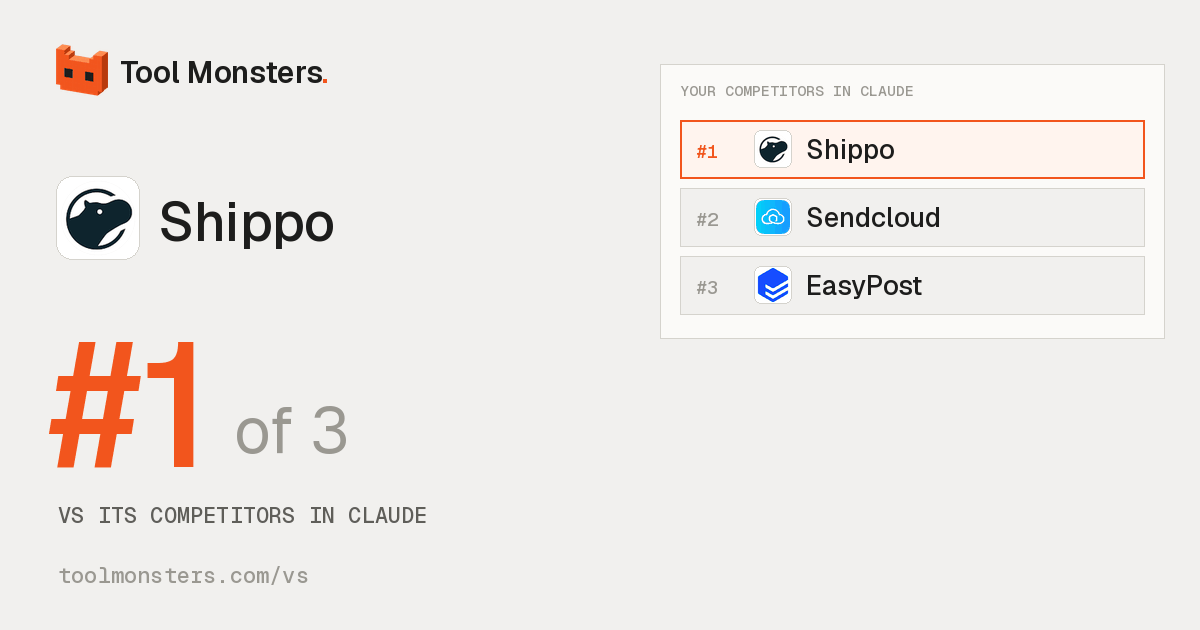 Tool Monsters.
Shippo
#1 of 3
VS ITS COMPETITORS IN CLAUDE
toolmonsters.com/vs
YOUR COMPETITORS IN CLAUDE
#1 Shippo
#2 Sendcloud
#3 EasyPost